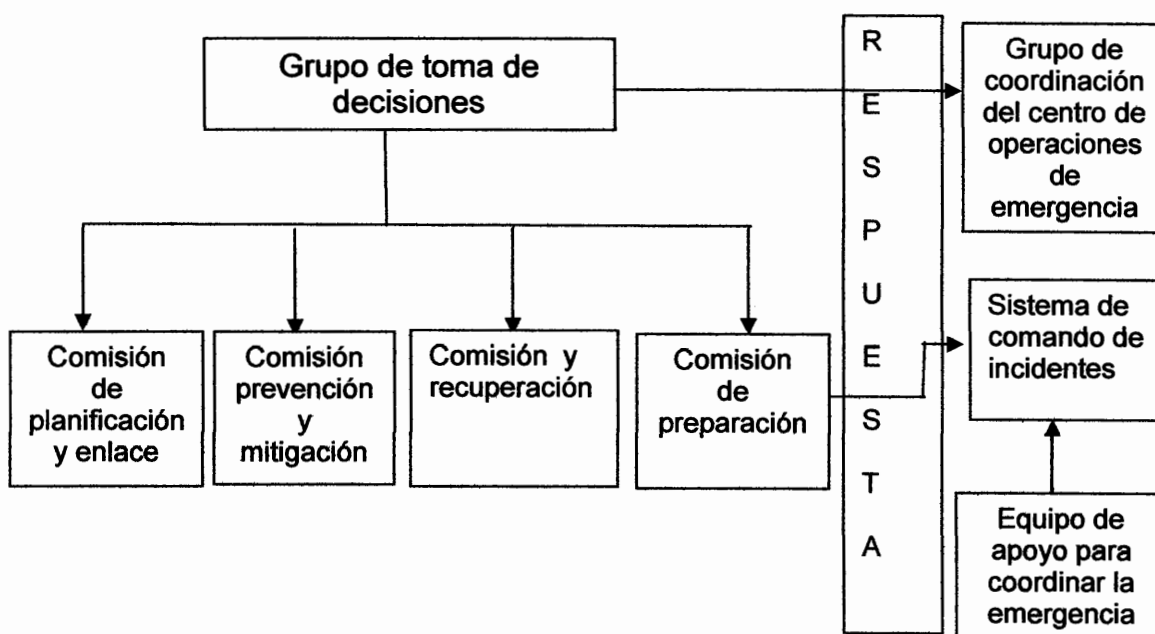 Grupo de toma de
decisiones
R
E
S
P
U
E
S
T
A
Grupo de
coordinación
del centro de
operaciones
de
emergencia
Comisión
de
planificación
y enlace
Comisión
prevención
y
mitigación
Comisión y
recuperación
Comisión
de
preparación
Sistema de
comando de
incidentes
Equipo de
apoyo para
coordinar la
emergencia